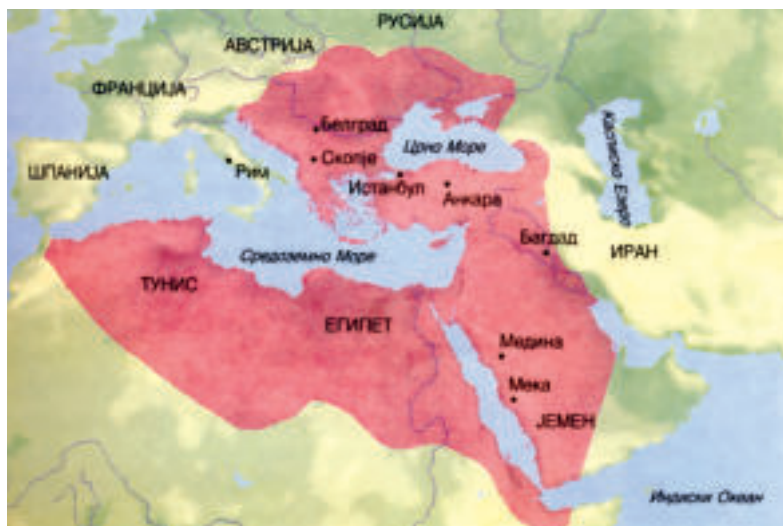 РУСИЈА
АВСТРИЈА
ФРАНЦИЈА
Белград
Црно Море
Касписко Езеро
Скопје
Рим
ШПАНИЈА
Истанбул
Анкара
Багдад
ИРАН
Средоземно Море
ТУНИС
ЕГИПЕТ
Медина
Мека
ЈЕМЕН
Индиски Океан